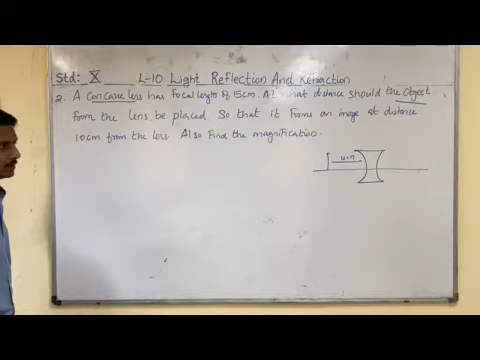 Std: X L-10 Light Reflection And Refraction
2. A Concave lens has Focal length of 15cm. At what distance should the Object
Form the lens be placed So that it Forms an image at distance
10cm from the lens. Also Find the magnification.
u=?